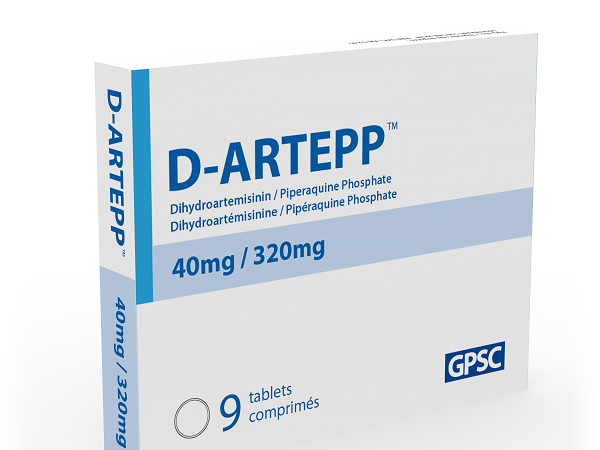 D-ARTEPP™
Dihydroartemisinin / Piperaquine Phosphate
Dihydroartémisinine / Pipéraquine Phosphate
40mg / 320mg
9 tablets
comprimés
GPSC
D-ARTEPP™
40mg / 320mg